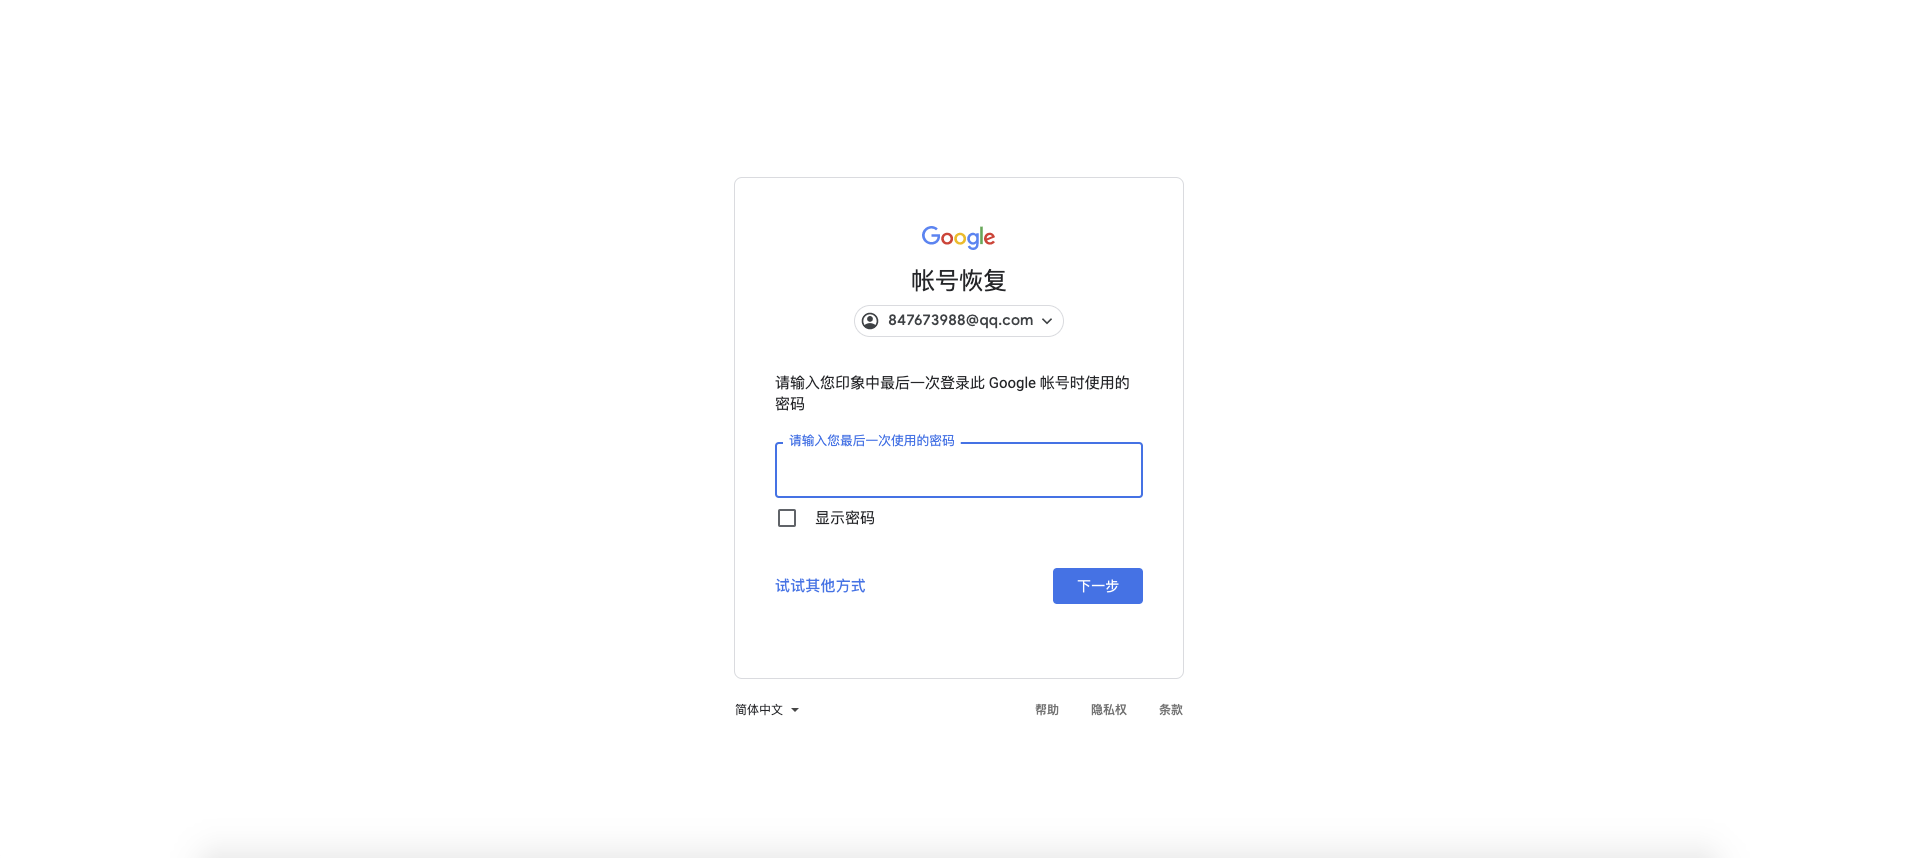 Google
帐号恢复
847673988@qq.com
请输入您印象中最后一次登录此 Google 帐号时使用的
密码
请输入您最后一次使用的密码
显示密码
试试其他方式
下一步
简体中文
帮助
隐私权
条款